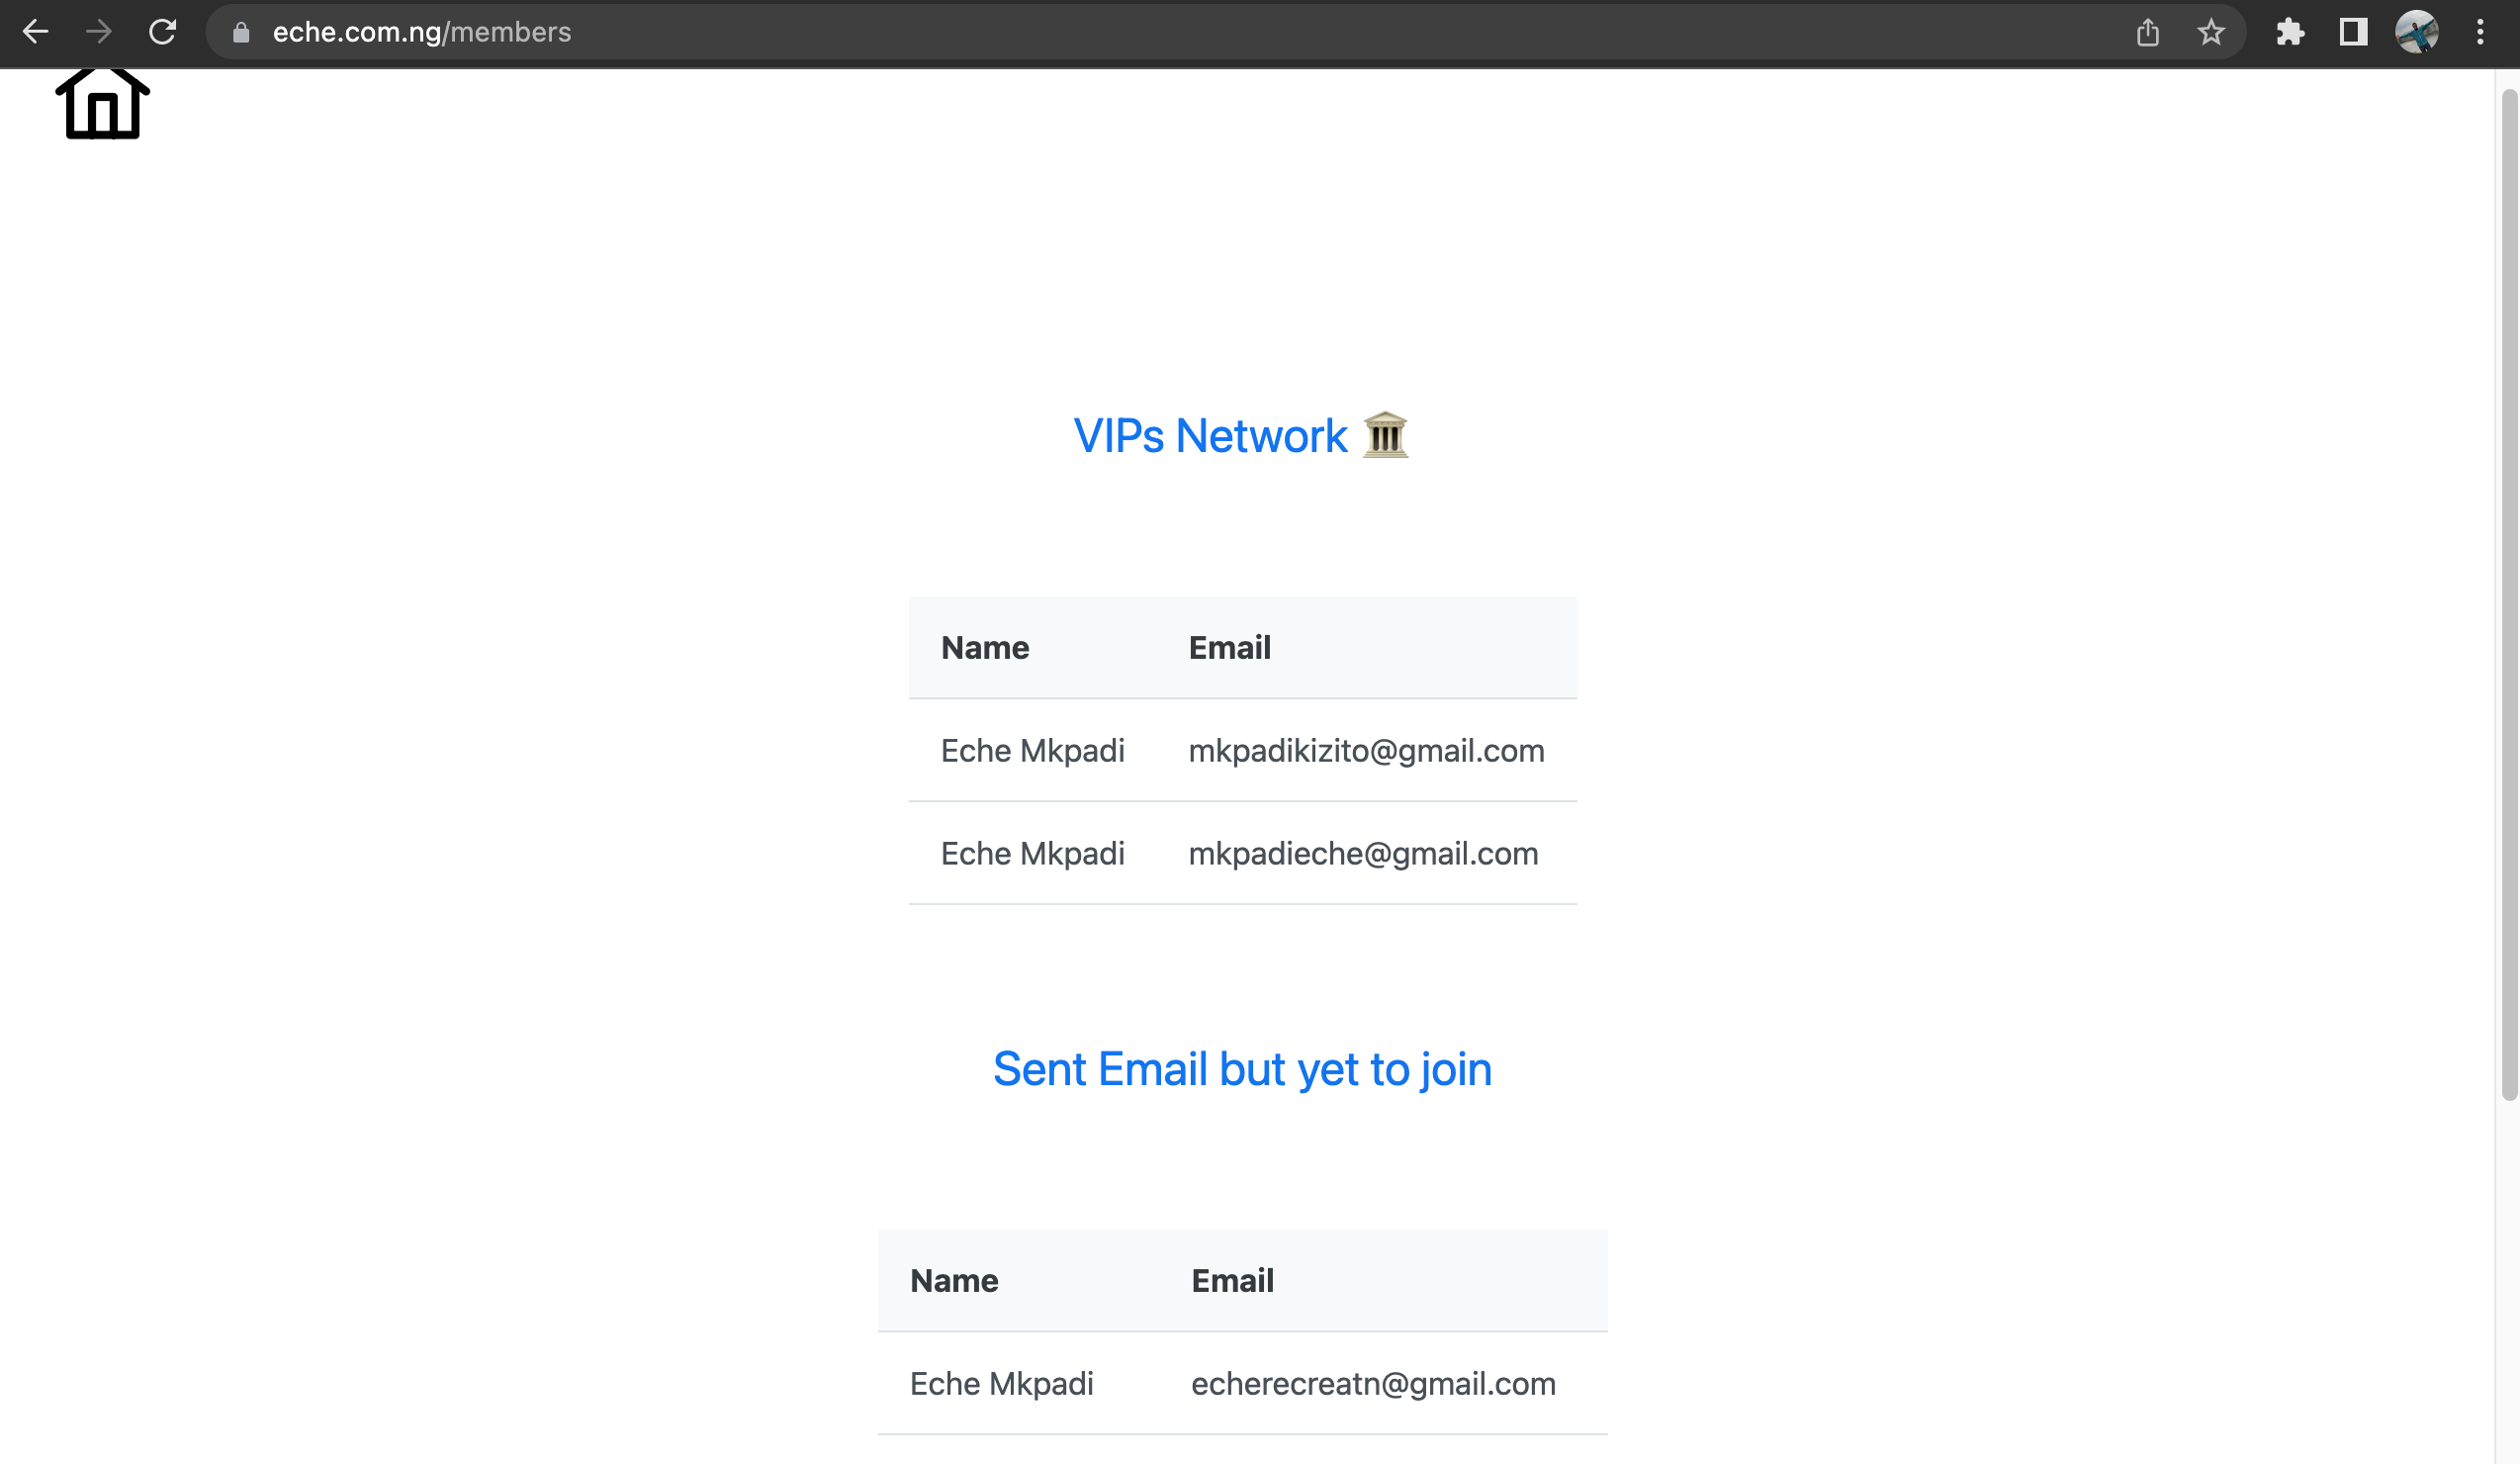 eche.com.ng/members
VIPs Network 🏛️
Name Email
Eche Mkpadi mkpadikizito@gmail.com
Eche Mkpadi mkpadieche@gmail.com
Sent Email but yet to join
Name Email
Eche Mkpadi echerecreatn@gmail.com